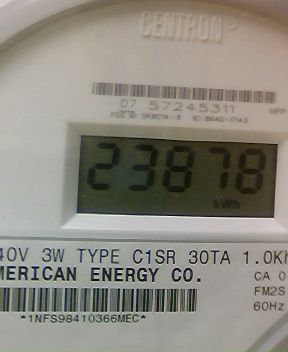 CENTRON
07 57245311
23878
kWh
40V 3W TYPE C1SR 30TA 1.0Kh
MERICAN ENERGY CO.
CA 0
FM2S
60Hz
*1NFS98410366MEC*